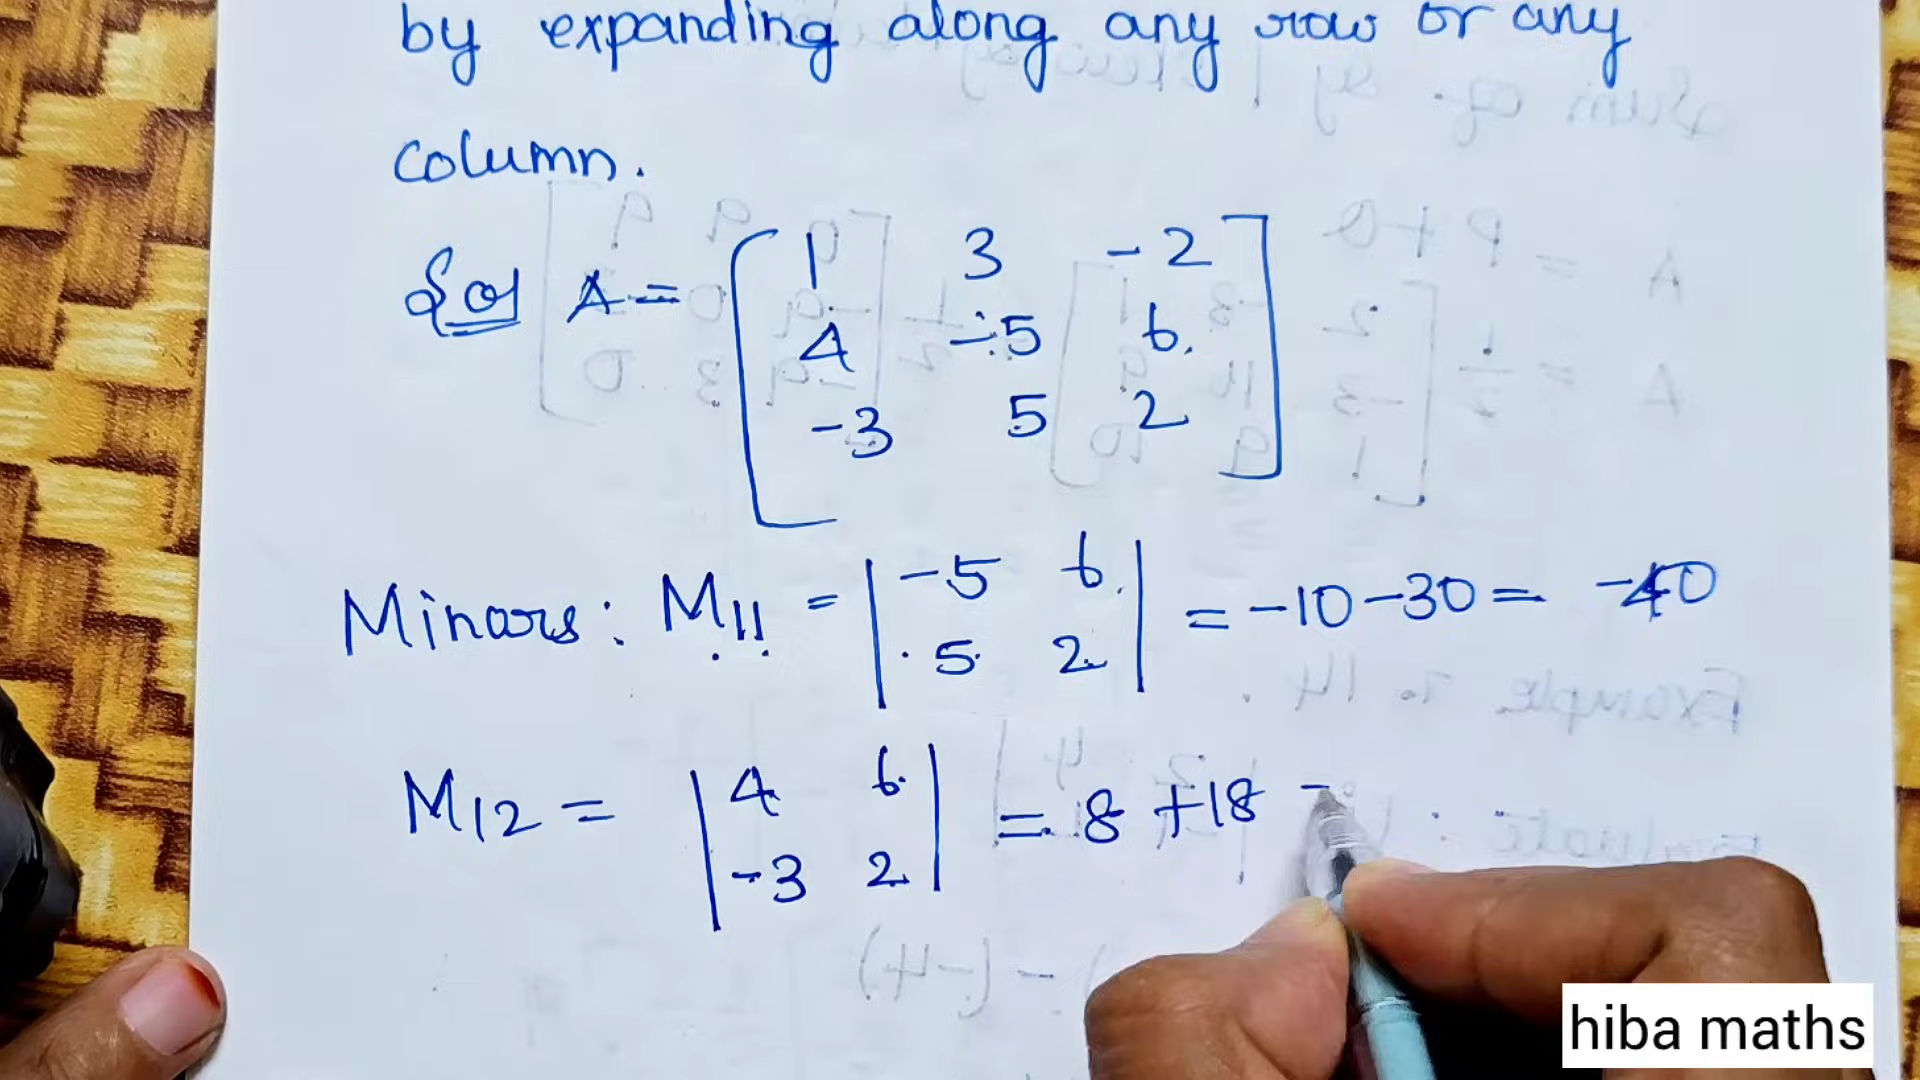 by expanding along any row or any
column.
Sol A = [ 1 3 -2
4 -5 6
-3 5 2 ]
Minors: M11 = | -5 6 | = -10 -30 = -40
5 2
M12 = | 4 6 | = 8 +18 =
-3 2
hiba maths